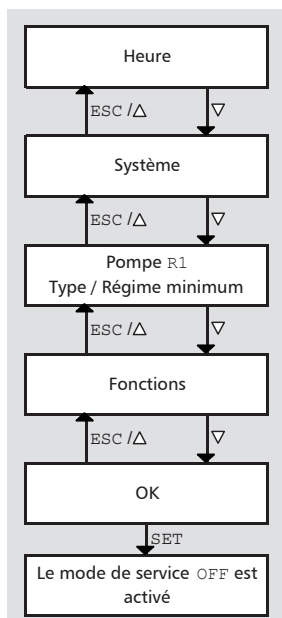 Heure
ESC /△ ▽
Système
ESC /△ ▽
Pompe R1
Type / Régime minimum
ESC /△ ▽
Fonctions
ESC /△ ▽
OK
SET
Le mode de service OFF est
activé